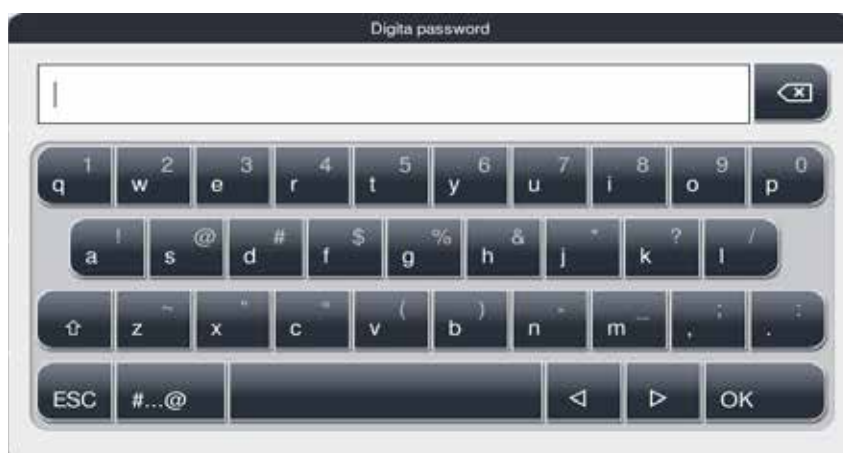 Digita password
1 2 3 4 5 6 7 8 9 0
q w e r t y u i o p
! @ # $ % & * ? /
a s d f g h j k l
~ " ( ) - _ ; :
z x c v b n m , .
ESC #...@ OK